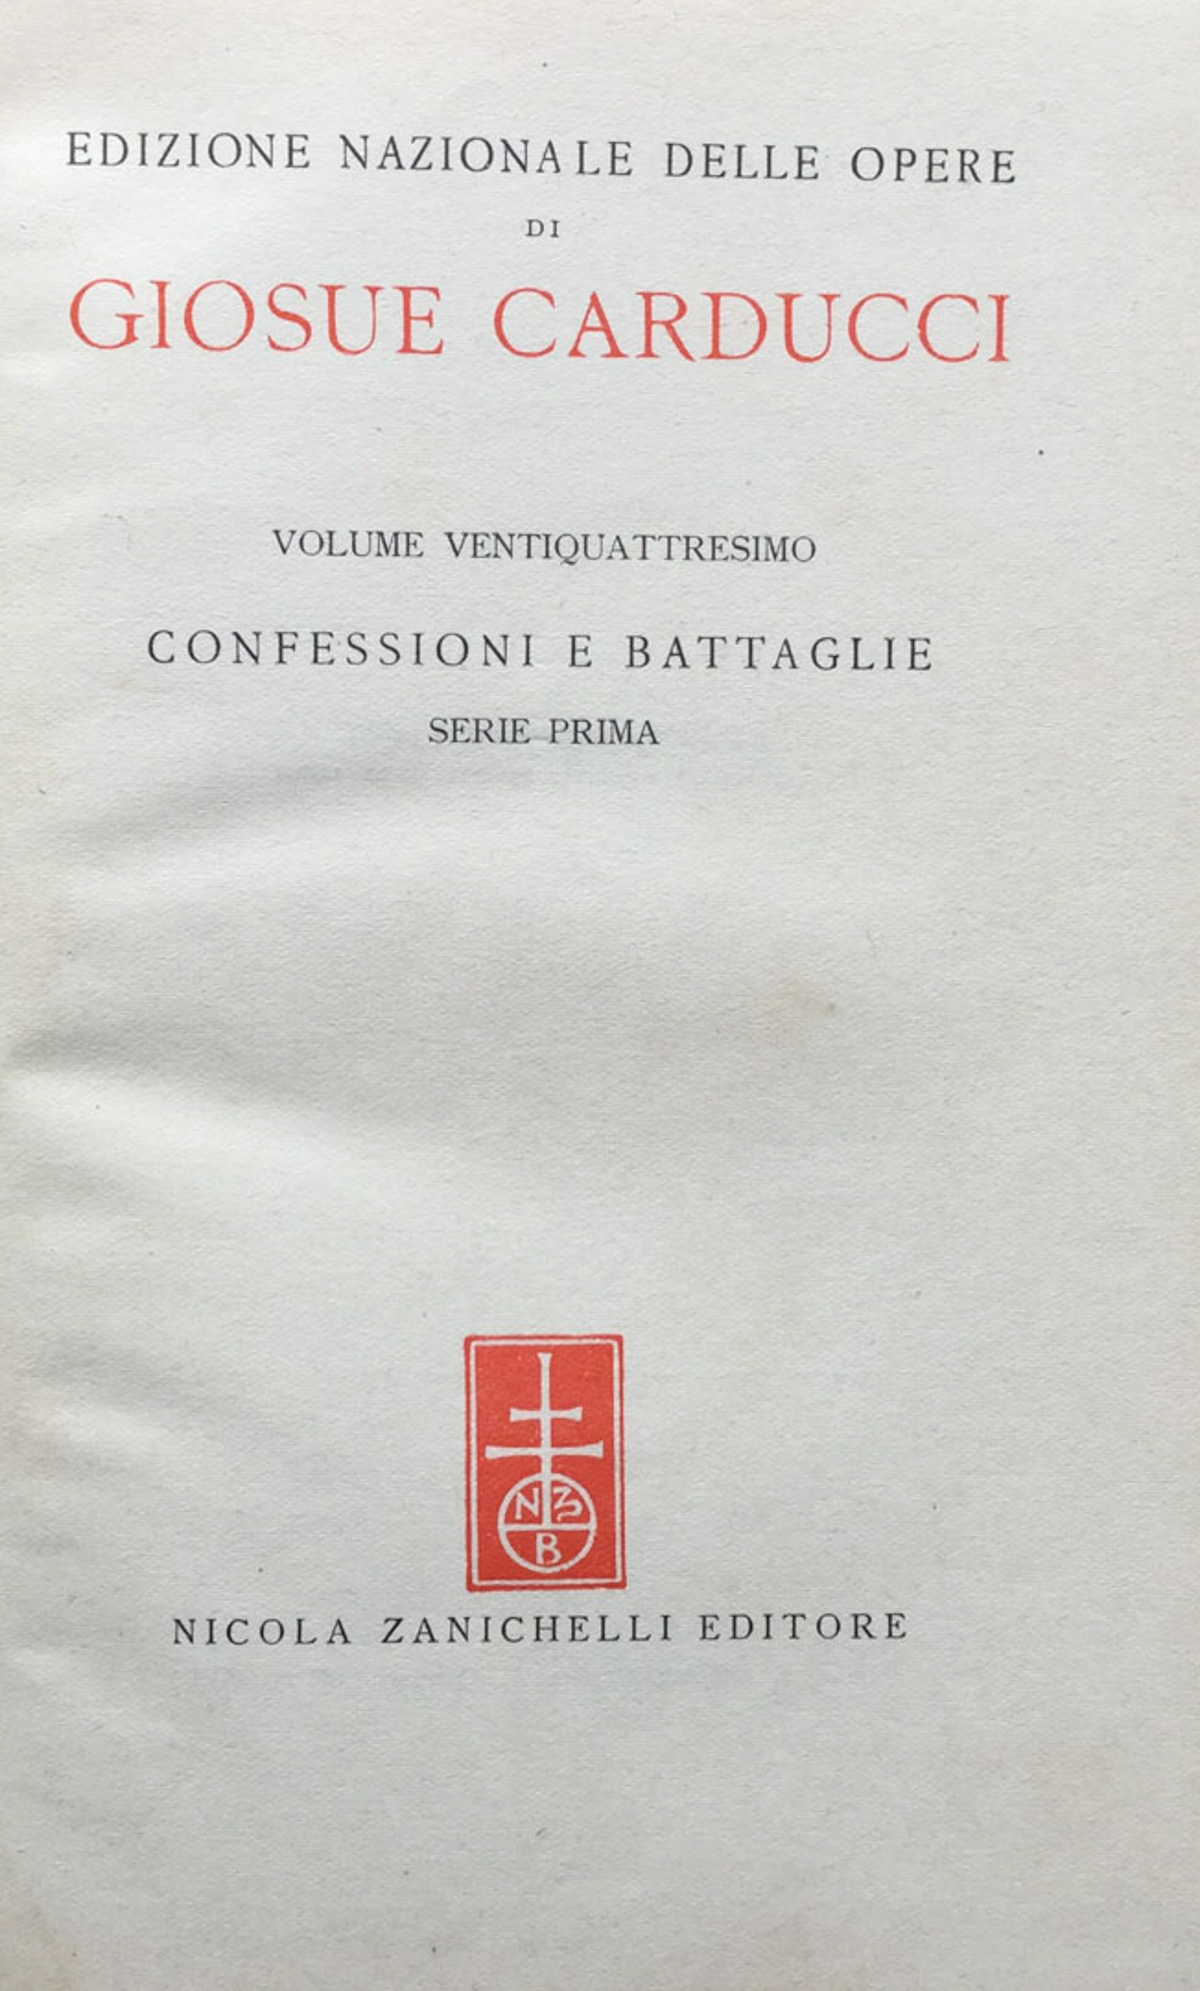 EDIZIONE NAZIONALE DELLE OPERE
DI
GIOSUE CARDUCCI
VOLUME VENTIQUATTRESIMO
CONFESSIONI E BATTAGLIE
SERIE PRIMA
N Z
B
NICOLA ZANICHELLI EDITORE